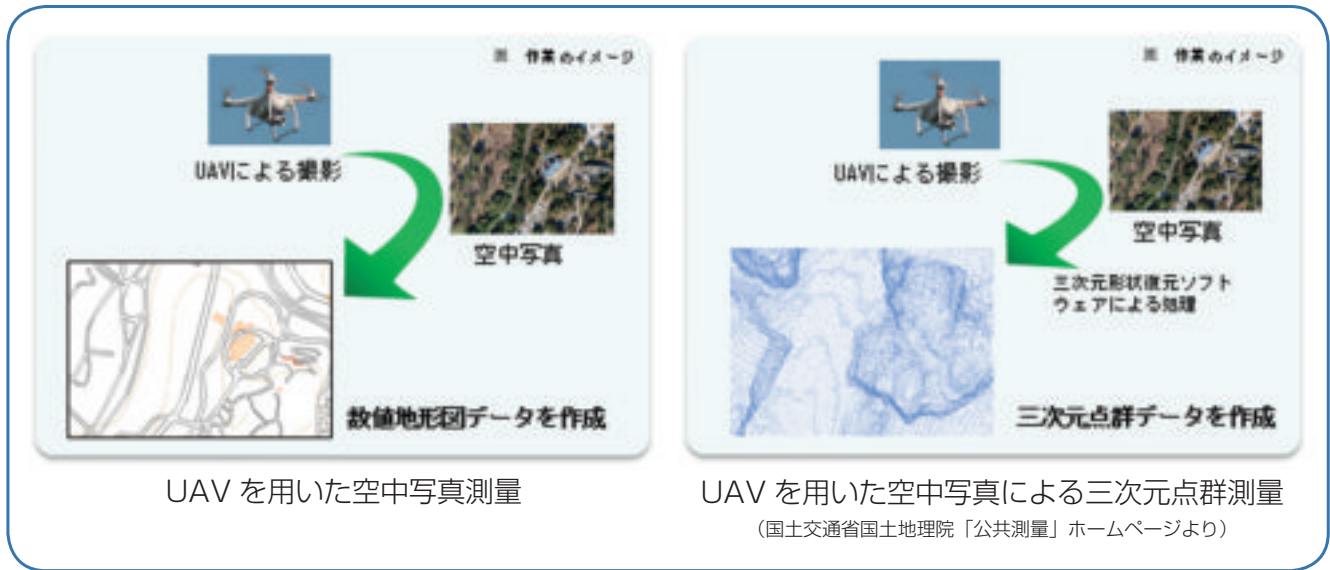 ※ 作業のイメージ
UAVによる撮影
空中写真
数値地形図データを作成
UAV を用いた空中写真測量
※ 作業のイメージ
UAVによる撮影
空中写真
三次元形状復元ソフト
ウェアによる処理
三次元点群データを作成
UAV を用いた空中写真による三次元点群測量
（国土交通省国土地理院「公共測量」ホームページより）